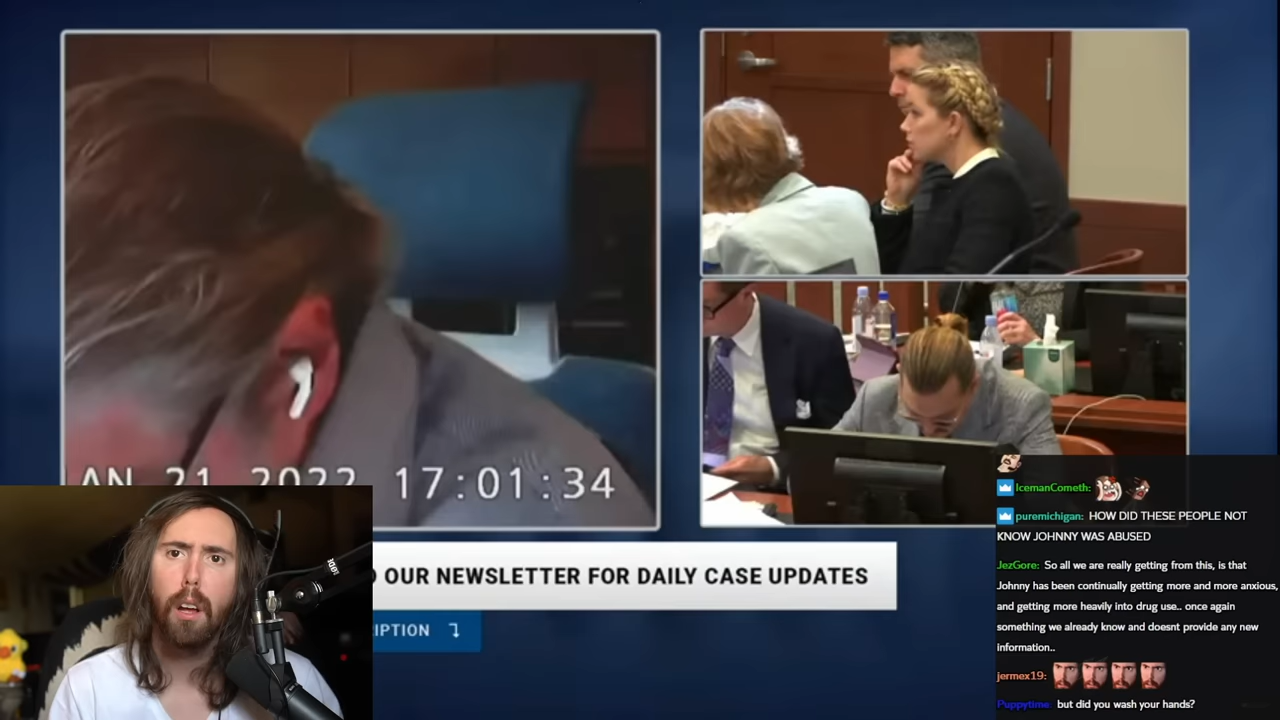 AN 21 2022 17:01:34
OUR NEWSLETTER FOR DAILY CASE UPDATES
IPTION
IcemanCometh:
puremichigan: HOW DID THESE PEOPLE NOT
KNOW JOHNNY WAS ABUSED
JezGore: So all we are really getting from this, is that
Johnny has been continually getting more and more anxious,
and getting more heavily into drug use.. once again
something we already know and doesnt provide any new
information..
jermex19:
Puppytime: but did you wash your hands?